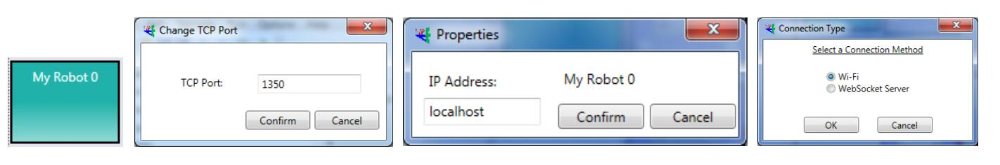 My Robot 0
Change TCP Port
TCP Port:
1350
Confirm
Cancel
Properties
IP Address:
My Robot 0
localhost
Confirm
Cancel
Connection Type
Select a Connection Method
Wi-Fi
WebSocket Server
OK
Cancel